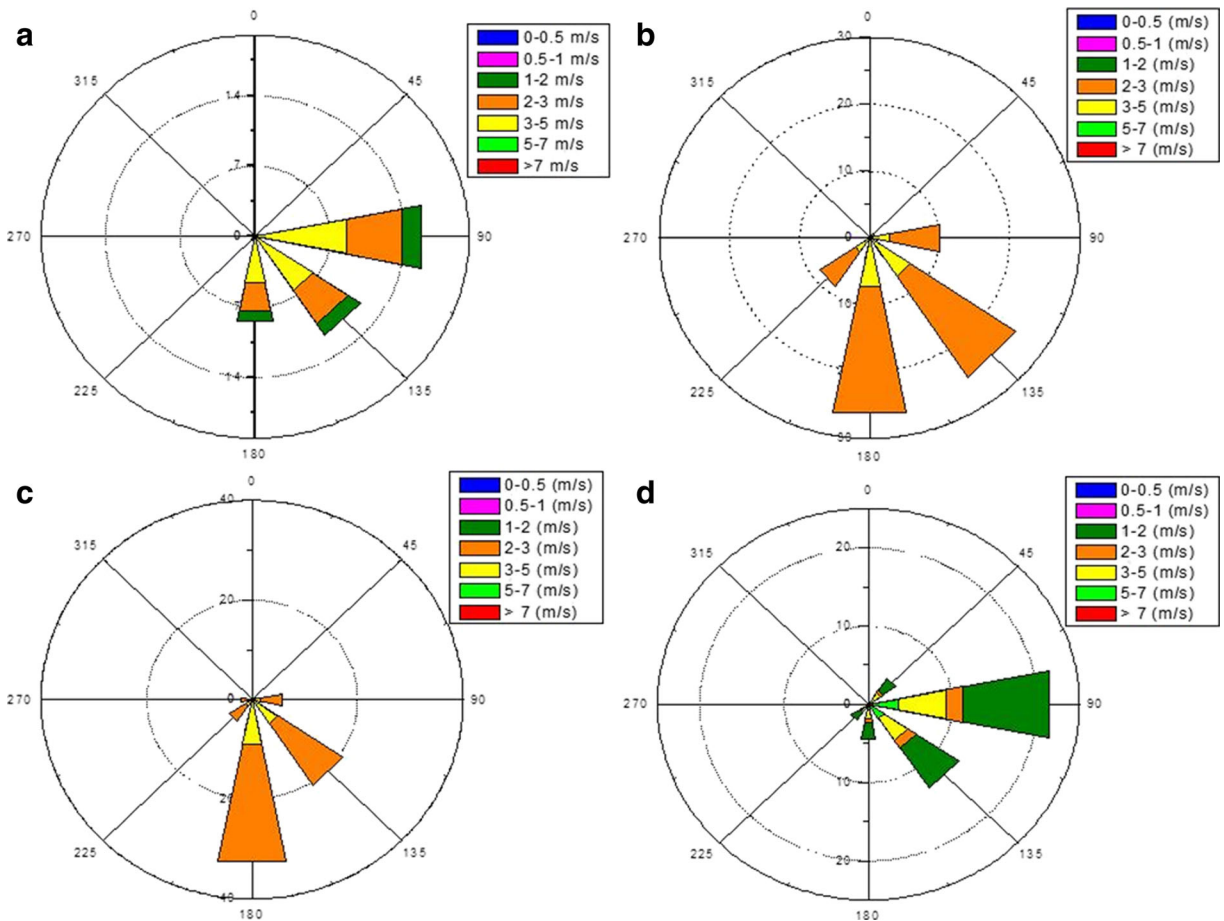 a
0
45
90
135
180
225
270
315
14
7
0
14
0-0.5 m/s
0.5-1 m/s
1-2 m/s
2-3 m/s
3-5 m/s
5-7 m/s
>7 m/s
b
0
45
90
135
180
225
270
315
30
20
10
0
10
0-0.5 (m/s)
0.5-1 (m/s)
1-2 (m/s)
2-3 (m/s)
3-5 (m/s)
5-7 (m/s)
> 7 (m/s)
c
0
45
90
135
180
225
270
315
40
20
0
20
40
0-0.5 (m/s)
0.5-1 (m/s)
1-2 (m/s)
2-3 (m/s)
3-5 (m/s)
5-7 (m/s)
> 7 (m/s)
d
0
45
90
135
180
225
270
315
20
10
0
10
20
0-0.5 (m/s)
0.5-1 (m/s)
1-2 (m/s)
2-3 (m/s)
3-5 (m/s)
5-7 (m/s)
> 7 (m/s)